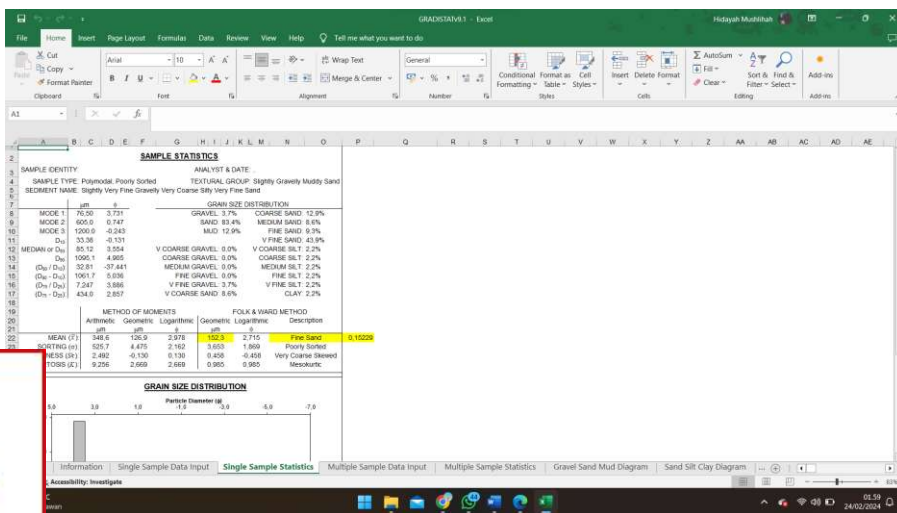 GRADISTATv9.1 - Excel
Hidayah Mushlihah
File Home Insert Page Layout Formulas Data Review View Help Tell me what you want to do
Cut
Copy
Format Painter
Clipboard
Arial 10
Font
Wrap Text
Merge & Center
Alignment
General
Number
Conditional Formatting Format as Table Cell Styles
Styles
Insert Delete Format
Cells
AutoSum
Fill
Clear
Sort & Filter Find & Select
Editing
Add-ins
Add-ins
A1
A B C D E F G H I J K L M N O P Q R S T U V W X Y Z AA AB AC AD AE
SAMPLE STATISTICS
SAMPLE IDENTITY: ANALYST & DATE: ,
SAMPLE TYPE: Polymodal, Poorly Sorted TEXTURAL GROUP: Slightly Gravelly Muddy Sand
SEDIMENT NAME: Slightly Very Fine Gravelly Very Coarse Silty Very Fine Sand
µm ϕ GRAIN SIZE DISTRIBUTION
MODE 1: 76,50 3,731 GRAVEL: 3,7% COARSE SAND: 12,9%
MODE 2: 605,0 0,747 SAND: 83,4% MEDIUM SAND: 8,6%
MODE 3: 1200,0 -0,243 MUD: 12,9% FINE SAND: 9,3%
D10: 33,38 -0,131 V FINE SAND: 43,9%
MEDIAN or D50: 85,12 3,554 V COARSE GRAVEL: 0,0% V COARSE SILT: 2,2%
D90: 1095,1 4,905 COARSE GRAVEL: 0,0% COARSE SILT: 2,2%
(D90 / D10): 32,81 -37,441 MEDIUM GRAVEL: 0,0% MEDIUM SILT: 2,2%
(D90 - D10): 1061,7 5,036 FINE GRAVEL: 0,0% FINE SILT: 2,2%
(D75 / D25): 7,247 3,886 V FINE GRAVEL: 3,7% V FINE SILT: 2,2%
(D75 - D25): 434,0 2,857 V COARSE SAND: 8,6% CLAY: 2,2%
METHOD OF MOMENTS FOLK & WARD METHOD
Arithmetic Geometric Logarithmic Geometric Logarithmic Description
µm µm ϕ µm ϕ
MEAN (x̄): 348,6 126,9 2,978 152,3 2,715 Fine Sand 0,15229
SORTING (σ): 525,7 4,475 2,162 3,653 1,869 Poorly Sorted
NESS (Sk): 2,492 -0,130 0,130 0,458 -0,458 Very Coarse Skewed
TOSIS (K): 9,256 2,669 2,669 0,985 0,985 Mesokurtic
GRAIN SIZE DISTRIBUTION
Particle Diameter (ϕ)
5,0 3,0 1,0 -1,0 -3,0 -5,0 -7,0
Information Single Sample Data Input Single Sample Statistics Multiple Sample Data Input Multiple Sample Statistics Gravel Sand Mud Diagram Sand Silt Clay Diagram ...
Accessibility: Investigate
01.59
24/02/2024